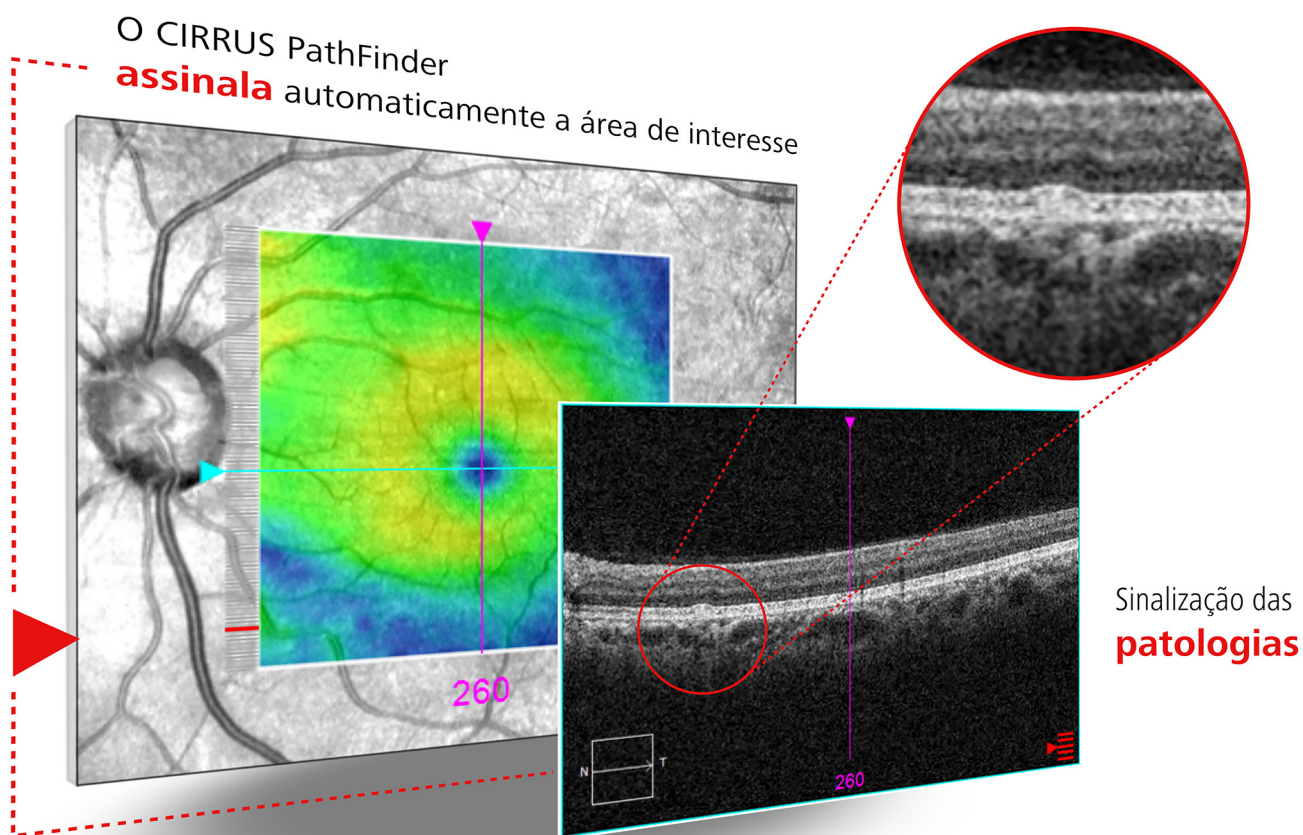 O CIRRUS PathFinder
assinala automaticamente a área de interesse
260
Sinalização das
patologias
N
T
260